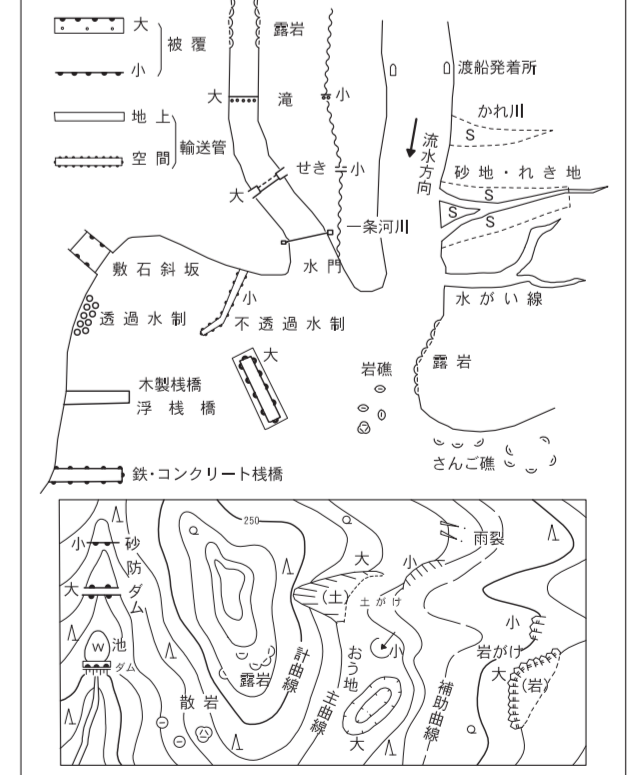 大
小
被覆
地上
空間
輸送管
露岩
大 滝 小
渡船発着所
かれ川
S
流水方向
砂地・れき地
S
S
S
せき 小
大
一条河川
水門
敷石斜坂
小
透過水制
不透過水制
水がい線
大
岩礁
露岩
木製桟橋
浮桟橋
さんご礁
鉄・コンクリート桟橋
250
小 砂防ダム
大
W 池
ダム
大
(土)
土がけ
小
雨裂
小
岩がけ
大
(岩)
おう地
小
大
露岩
散岩
計曲線
主曲線
補助曲線